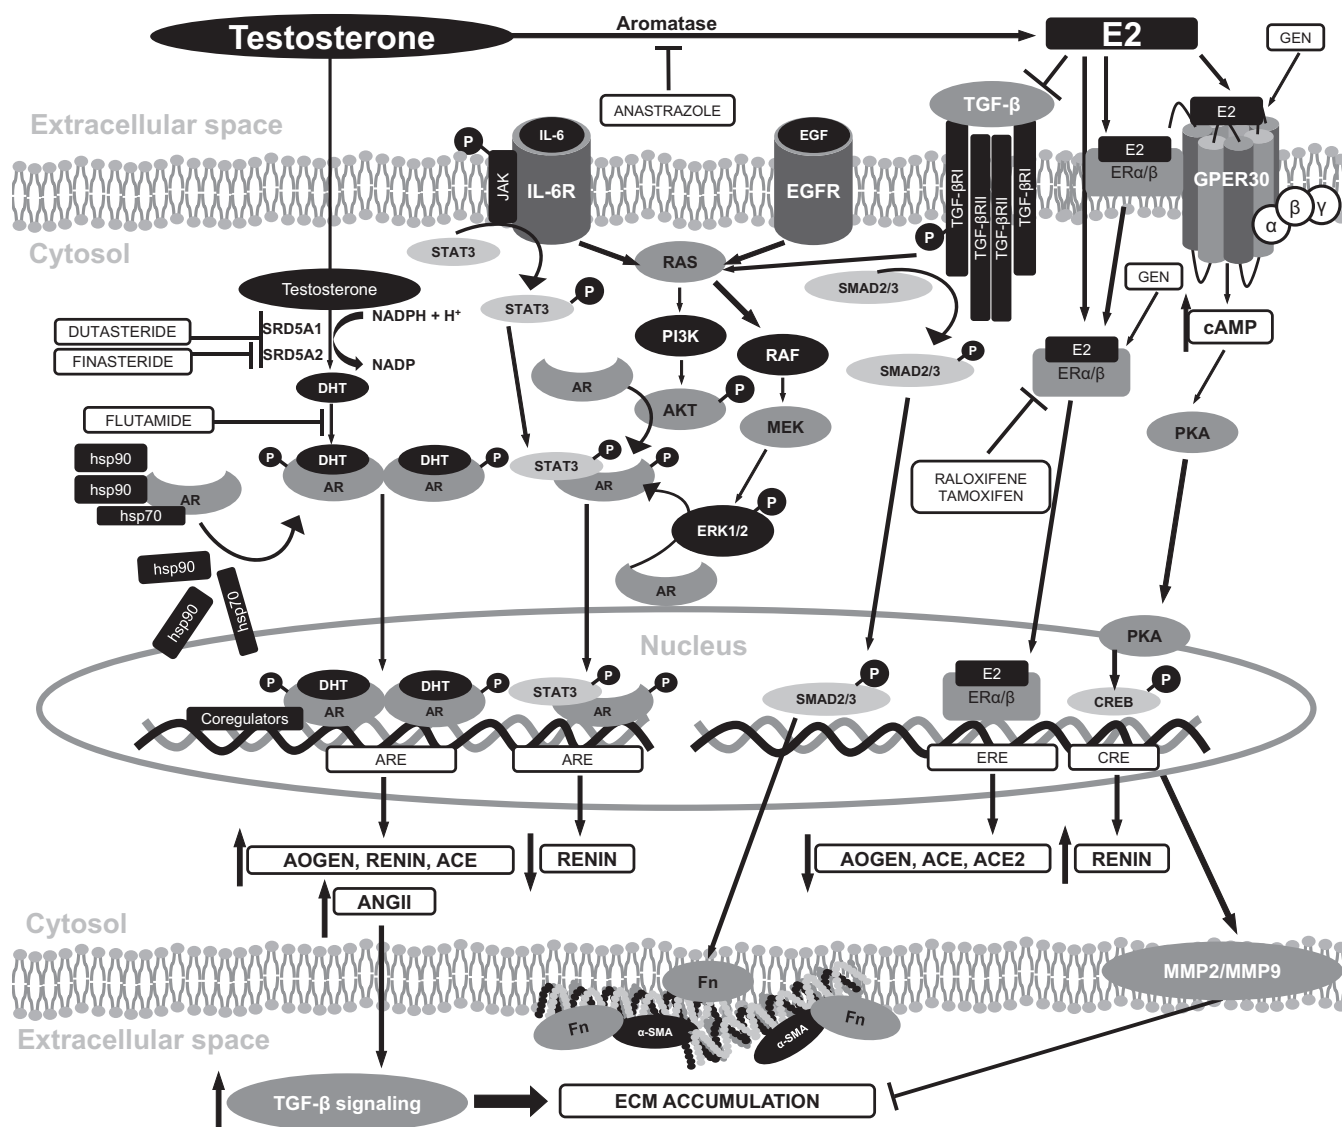 Testosterone
Aromatase
E2
GEN
ANASTRAZOLE
TGF-β
E2
Extracellular space
P
IL-6
EGF
E2
ERα/β
JAK
IL-6R
EGFR
TGF-βRI
TGF-βRII
TGF-βRII
TGF-βRI
GPER30
α
β
γ
Cytosol
STAT3
P
RAS
SMAD2/3
GEN
Testosterone
STAT3
P
cAMP
DUTASTERIDE
SRD5A1
NADPH + H+
FINASTERIDE
SRD5A2
NADP
PI3K
RAF
SMAD2/3
P
E2
ERα/β
DHT
AR
AKT
P
MEK
PKA
FLUTAMIDE
hsp90
hsp90
AR
hsp70
P
DHT
AR
DHT
AR
P
STAT3
P
AR
P
RALOXIFENE
TAMOXIFEN
ERK1/2
P
AR
hsp90
hsp90
hsp70
Nucleus
PKA
P
DHT
AR
DHT
AR
P
STAT3
P
AR
P
SMAD2/3
P
E2
ERα/β
CREB
P
Coregulators
ARE
ARE
ERE
CRE
AOGEN, RENIN, ACE
RENIN
AOGEN, ACE, ACE2
RENIN
ANGII
Cytosol
Fn
MMP2/MMP9
Extracellular space
Fn
α-SMA
α-SMA
Fn
TGF-β signaling
ECM ACCUMULATION